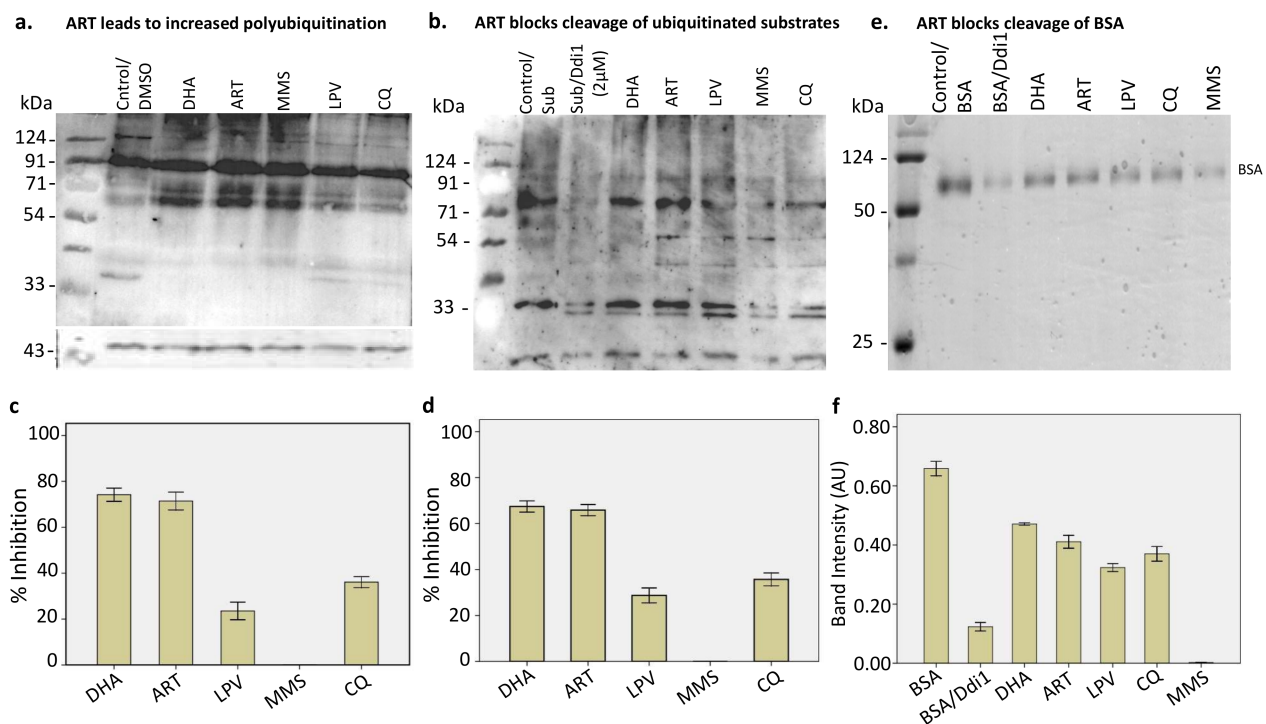 a. ART leads to increased polyubiquitination
Cntrol/
DMSO
DHA
ART
MMS
LPV
CQ
kDa
124 -
91 -
71 -
54 -
33 -
43 -
b. ART blocks cleavage of ubiquitinated substrates
Control/
Sub
Sub/Ddi1
(2µM)
DHA
ART
LPV
MMS
CQ
kDa
124 -
91 -
71 -
54 -
33 -
e. ART blocks cleavage of BSA
Control/
BSA
BSA/Ddi1
DHA
ART
LPV
CQ
MMS
kDa
124 -
50 -
25 -
BSA
c
% Inhibition
100
80
60
40
20
0
DHA
ART
LPV
MMS
CQ
d
% Inhibition
100
80
60
40
20
0
DHA
ART
LPV
MMS
CQ
f
Band Intensity (AU)
0.80
0.60
0.40
0.20
0.00
BSA
BSA/Ddi1
DHA
ART
LPV
CQ
MMS